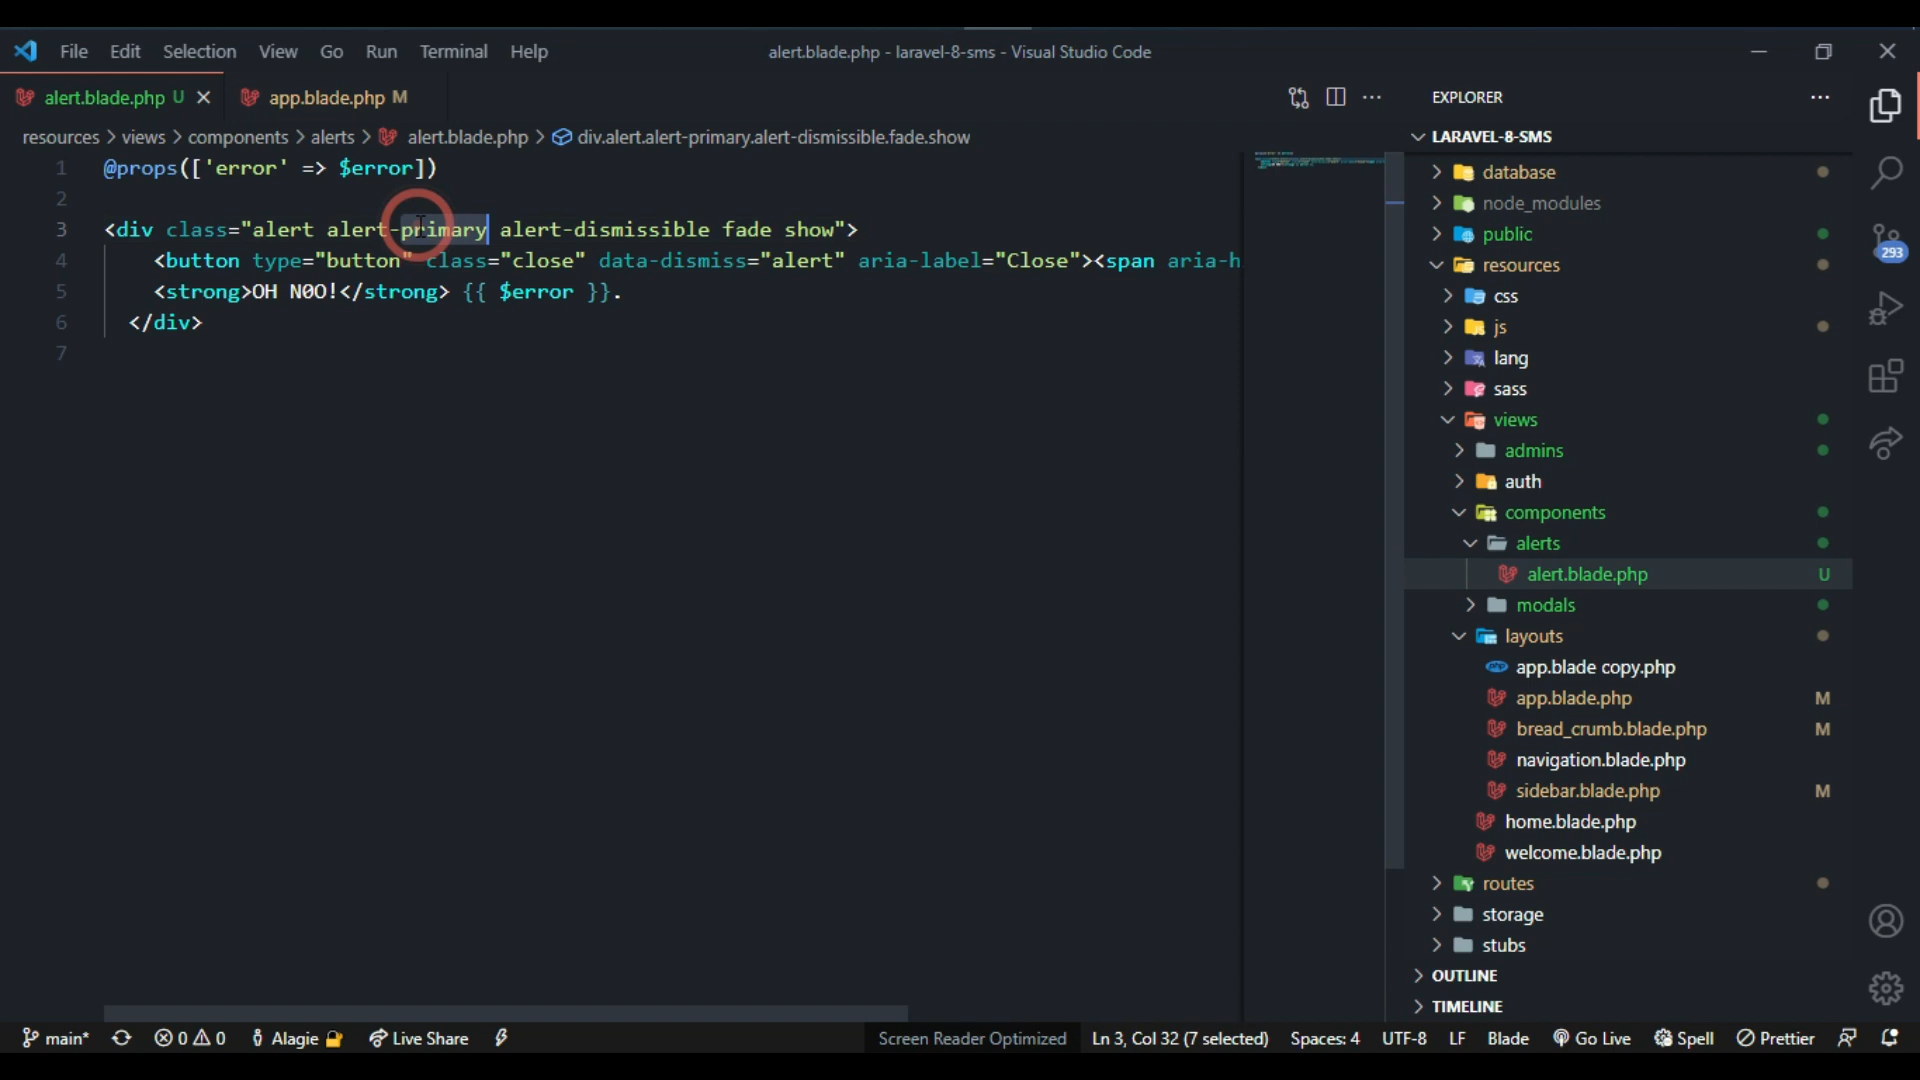 File Edit Selection View Go Run Terminal Help
alert.blade.php - laravel-8-sms - Visual Studio Code
alert.blade.php U
app.blade.php M
resources > views > components > alerts > alert.blade.php > div.alert.alert-primary.alert-dismissible.fade.show
1 @props(['error' => $error])
2
3 <div class="alert alert-primary alert-dismissible fade show">
4 <button type="button" class="close" data-dismiss="alert" aria-label="Close"><span aria-h
5 <strong>OH N0O!</strong> {{ $error }}.
6 </div>
7
EXPLORER
LARAVEL-8-SMS
database
node_modules
public
resources
css
js
lang
sass
views
admins
auth
components
alerts
alert.blade.php U
modals
layouts
app.blade copy.php
app.blade.php M
bread_crumb.blade.php M
navigation.blade.php
sidebar.blade.php M
home.blade.php
welcome.blade.php
routes
storage
stubs
OUTLINE
TIMELINE
293
main* 0 0 Alagie Live Share Screen Reader Optimized Ln 3, Col 32 (7 selected) Spaces: 4 UTF-8 LF Blade Go Live Spell Prettier